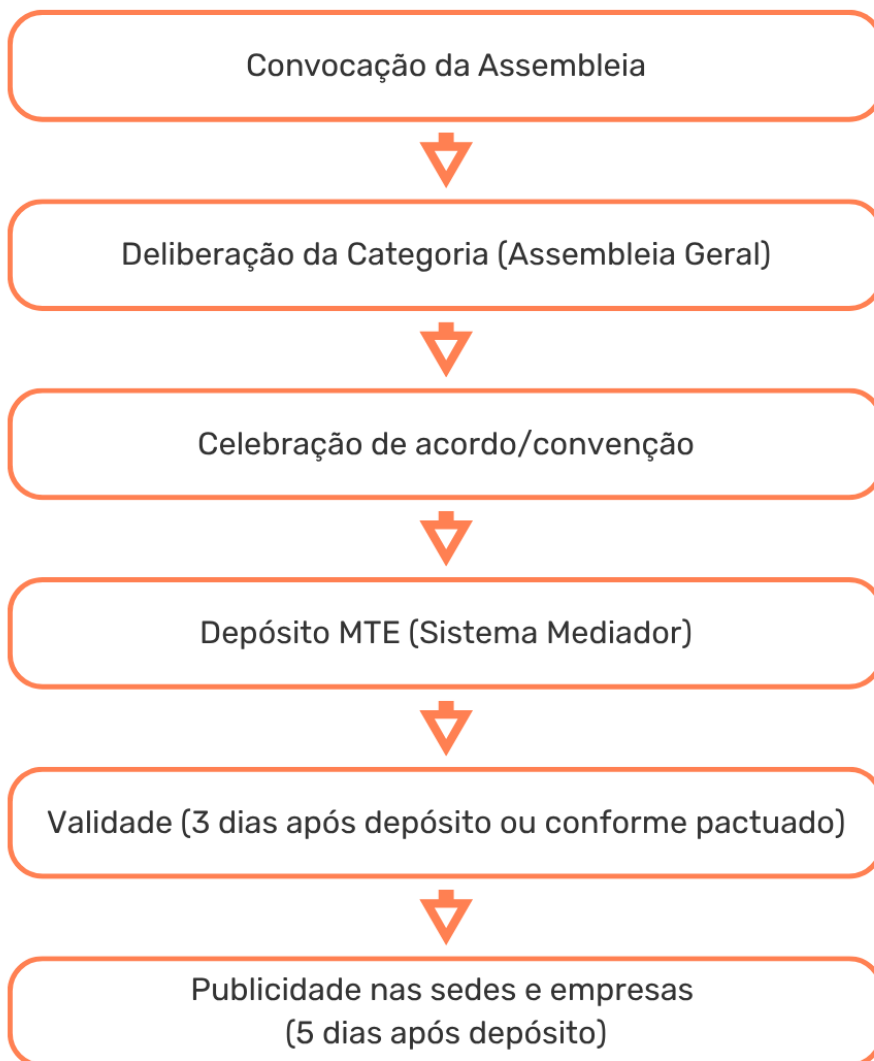 Convocação da Assembleia
Deliberação da Categoria (Assembleia Geral)
Celebração de acordo/convenção
Depósito MTE (Sistema Mediador)
Validade (3 dias após depósito ou conforme pactuado)
Publicidade nas sedes e empresas
(5 dias após depósito)